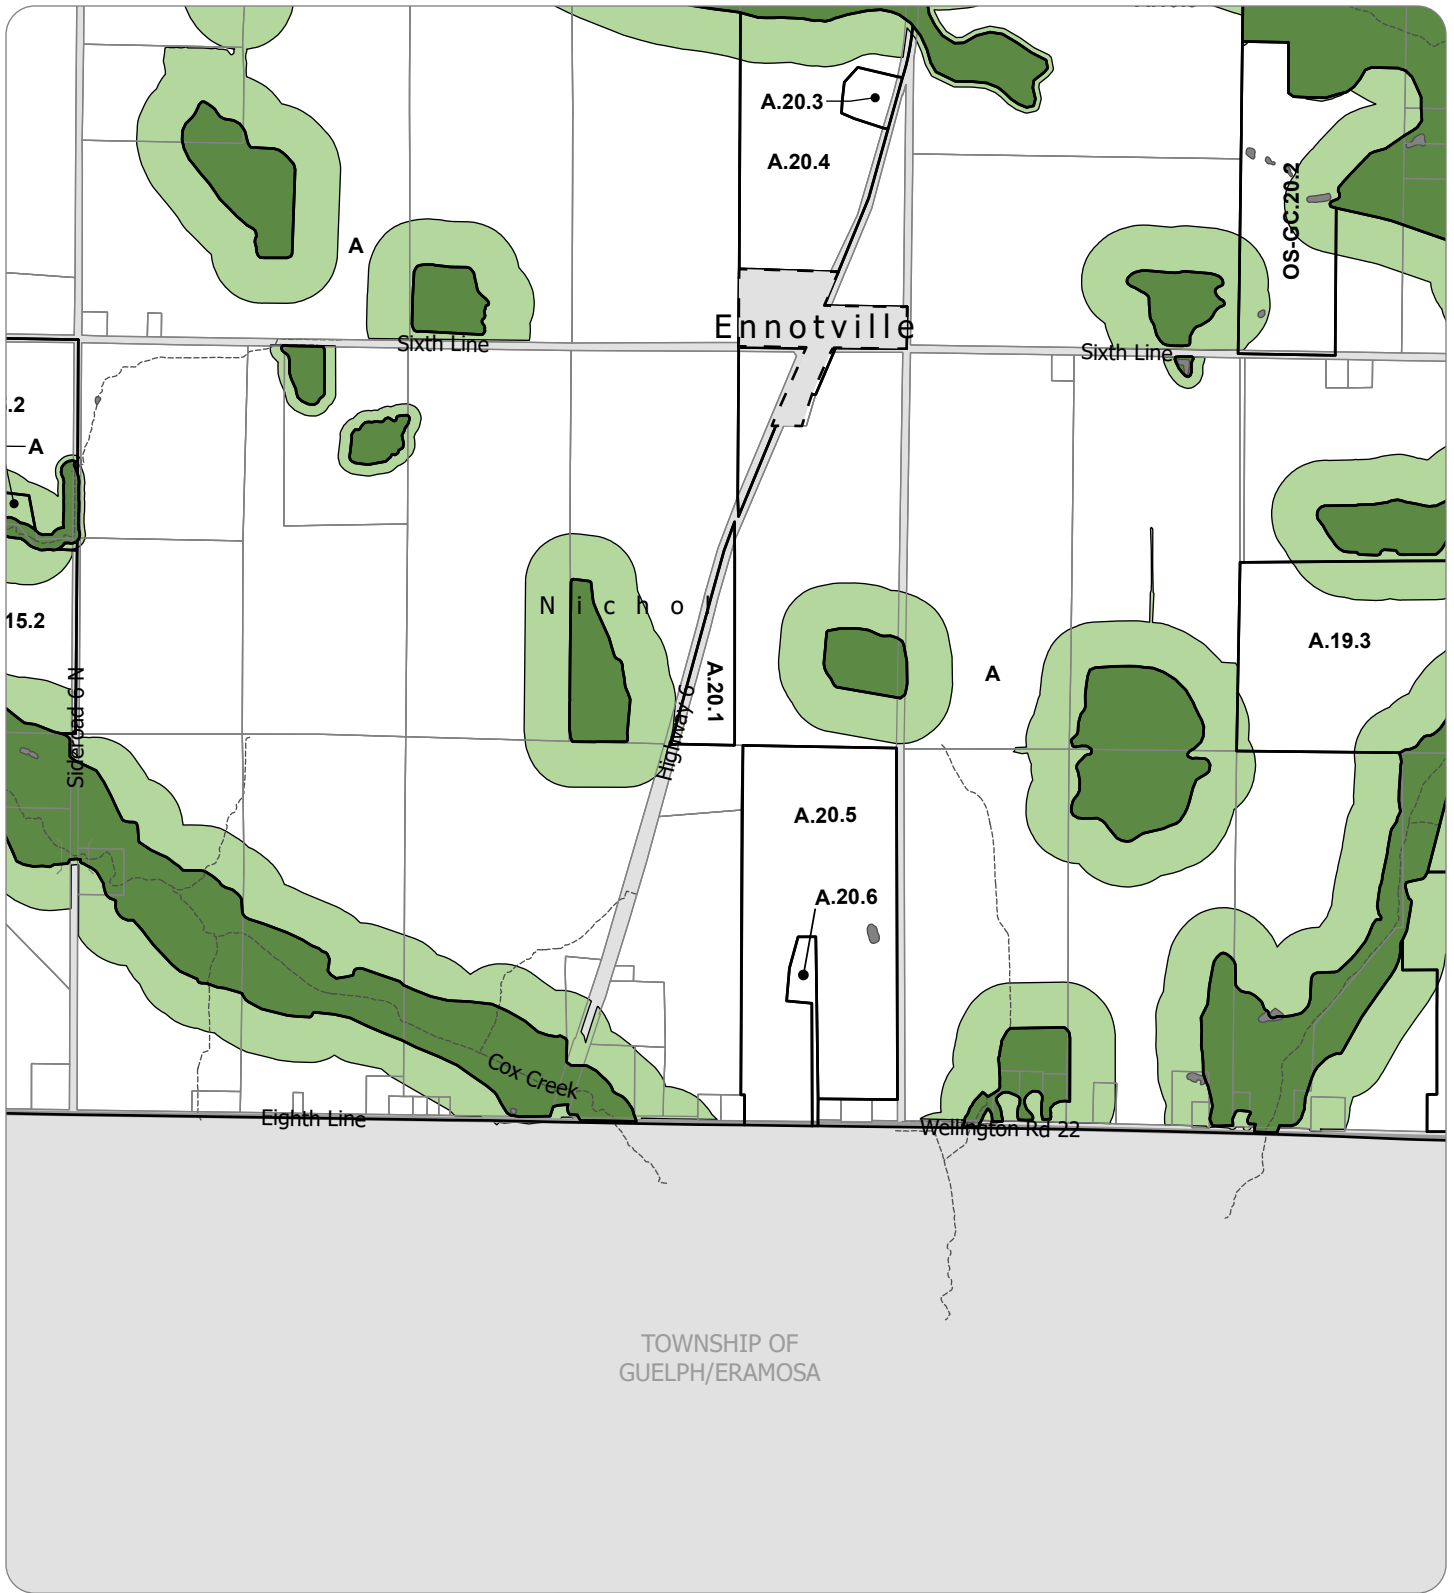 A.20.3
A.20.4
OS-GC.20.2
A
Ennotville
Sixth Line
Sixth Line
.2
A
Nichol
15.2
A.19.3
A
A.20.1
Sideroad 6 N
Highway 6
A.20.5
A.20.6
Cox Creek
Eighth Line
Wellington Rd 22
TOWNSHIP OF
GUELPH/ERAMOSA